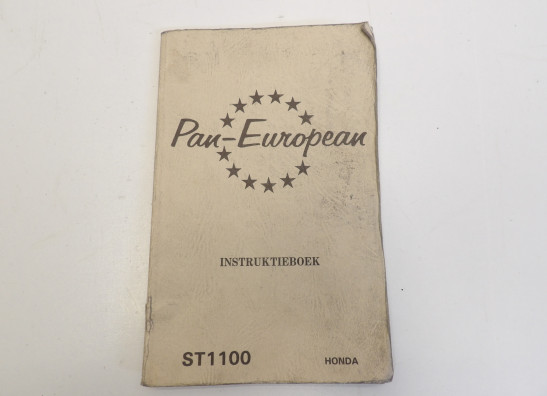 Pan-European
INSTRUKTIEBOEK
ST1100 HONDA